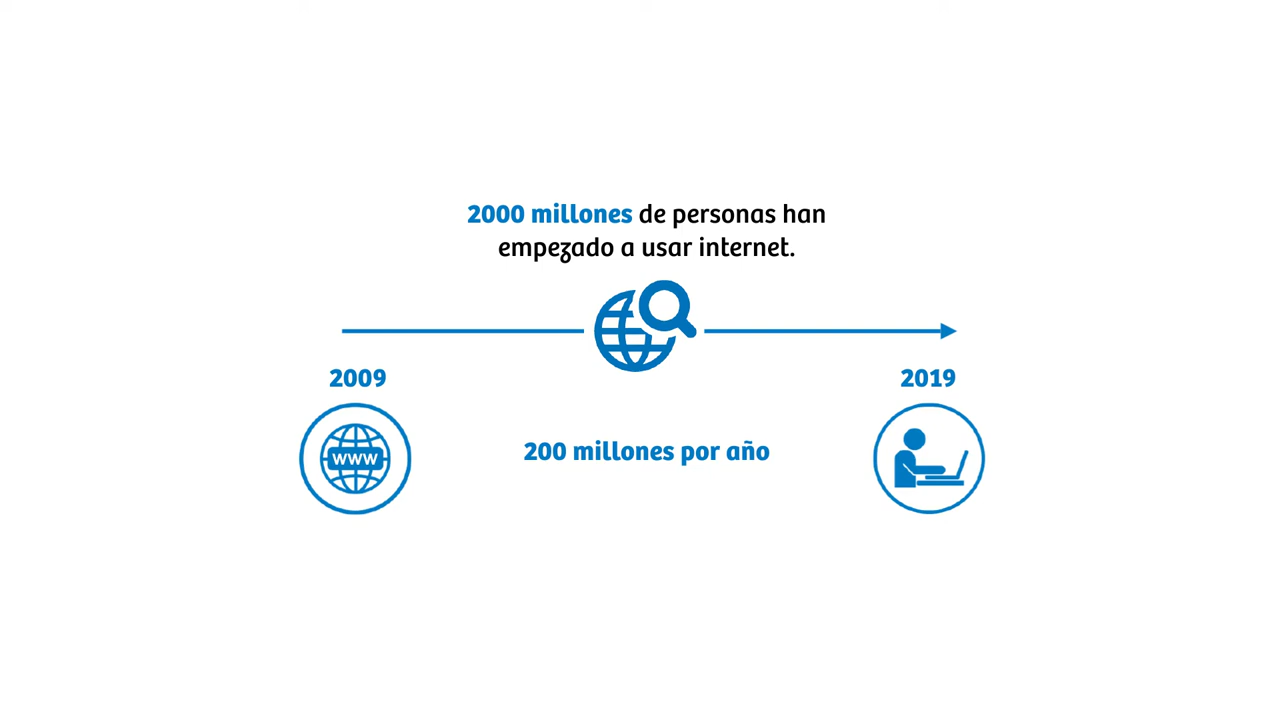 2000 millones de personas han
empezado a usar internet.
2009
2019
www
200 millones por año